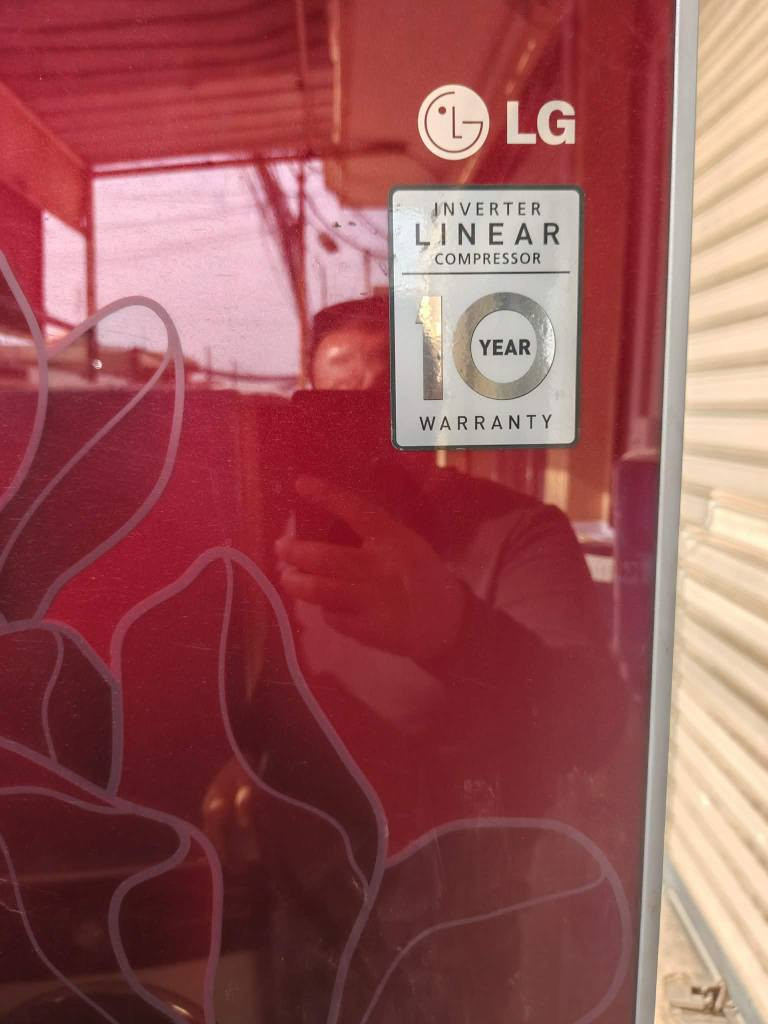 LG
INVERTER
LINEAR
COMPRESSOR
10
YEAR
WARRANTY